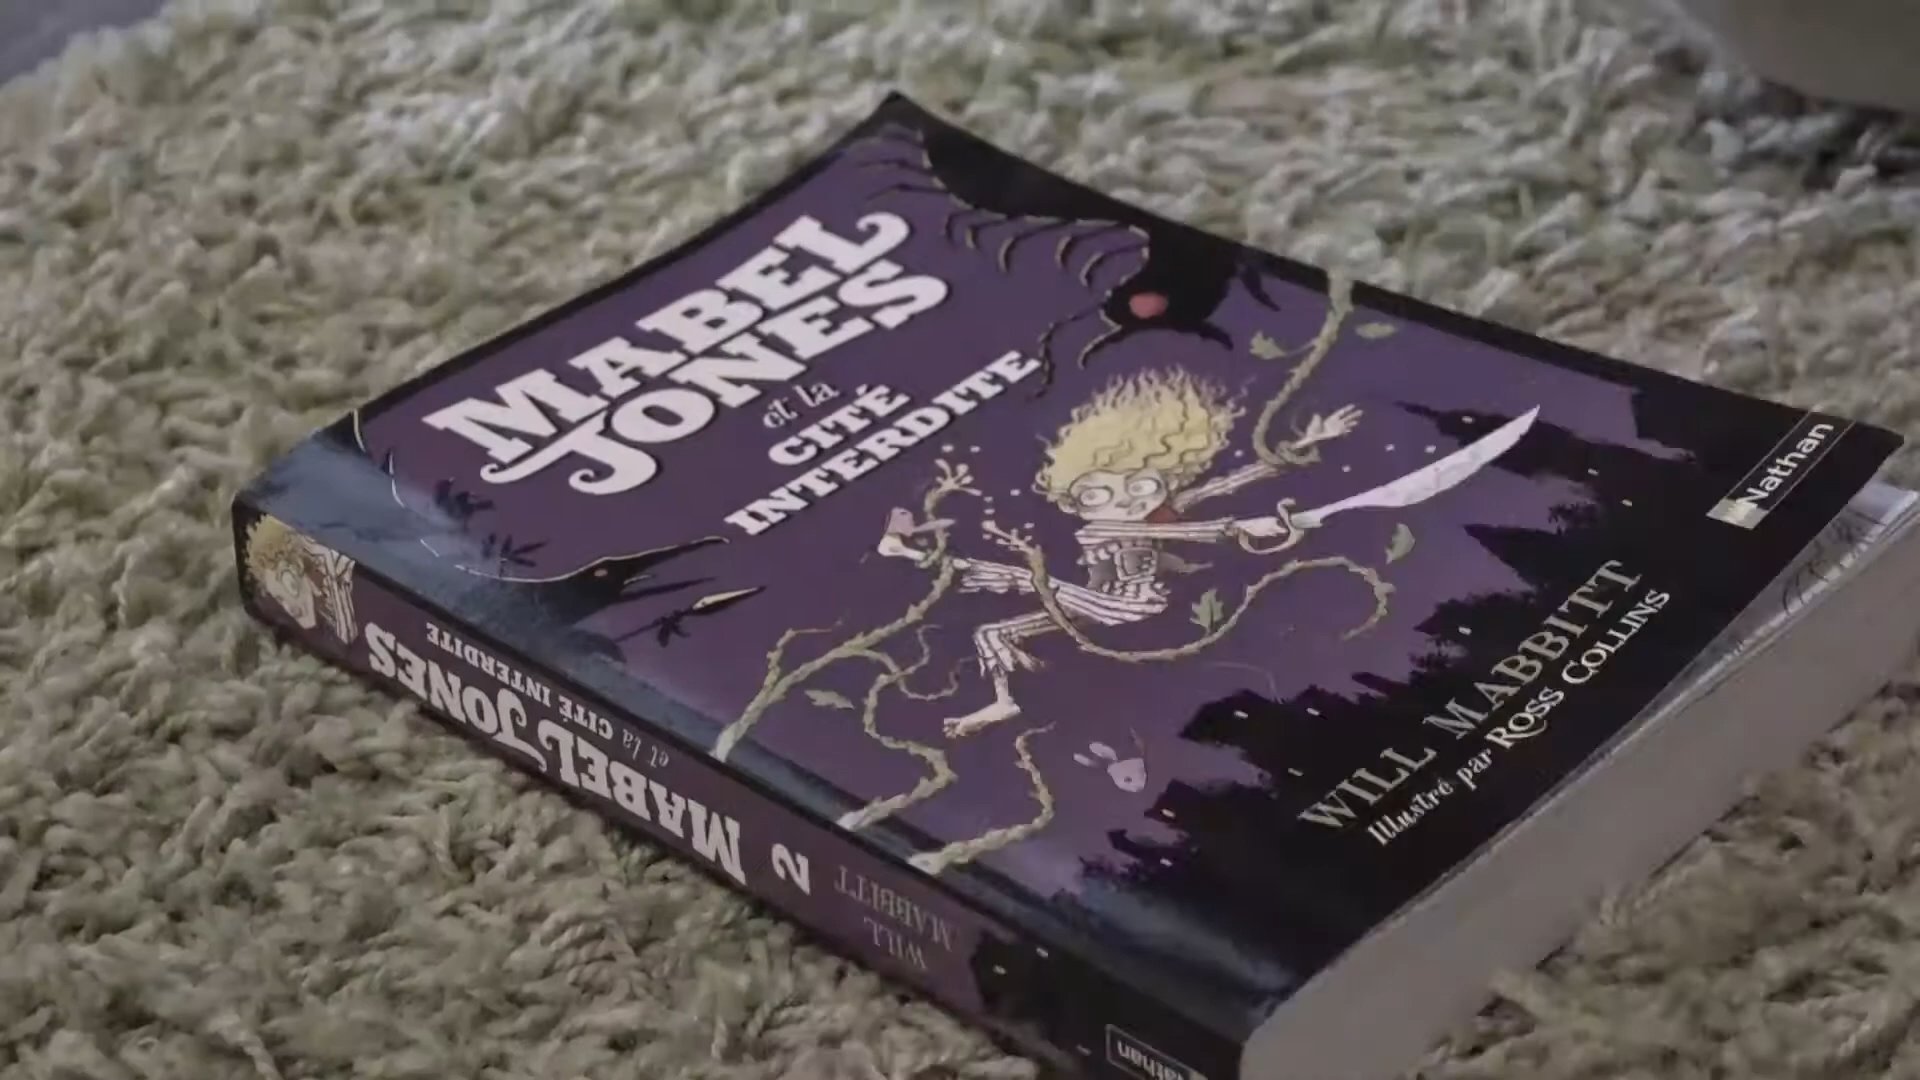 MABEL
JONES
et la
CITÉ
INTERDITE
Nathan
WILL MABBITT
Illustré par ROSS COLLINS
2 MABEL JONES
et la CITÉ INTERDITE
WILL
MABBITT
Nathan